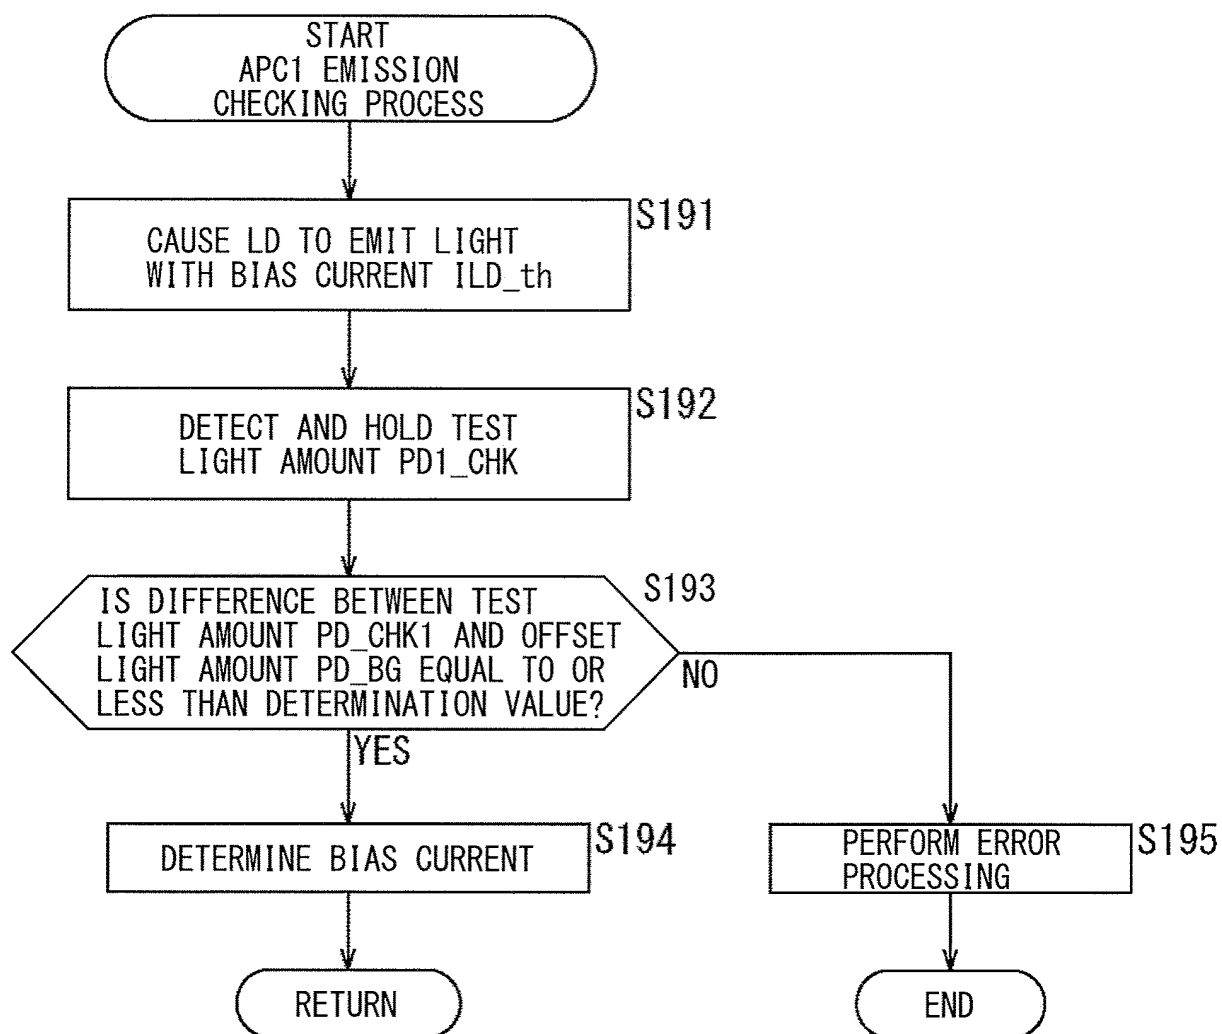 START
APC1 EMISSION
CHECKING PROCESS
S191
CAUSE LD TO EMIT LIGHT
WITH BIAS CURRENT ILD_th
S192
DETECT AND HOLD TEST
LIGHT AMOUNT PD1_CHK
S193
IS DIFFERENCE BETWEEN TEST
LIGHT AMOUNT PD_CHK1 AND OFFSET
LIGHT AMOUNT PD_BG EQUAL TO OR
LESS THAN DETERMINATION VALUE?
NO
YES
S194
DETERMINE BIAS CURRENT
S195
PERFORM ERROR
PROCESSING
RETURN
END